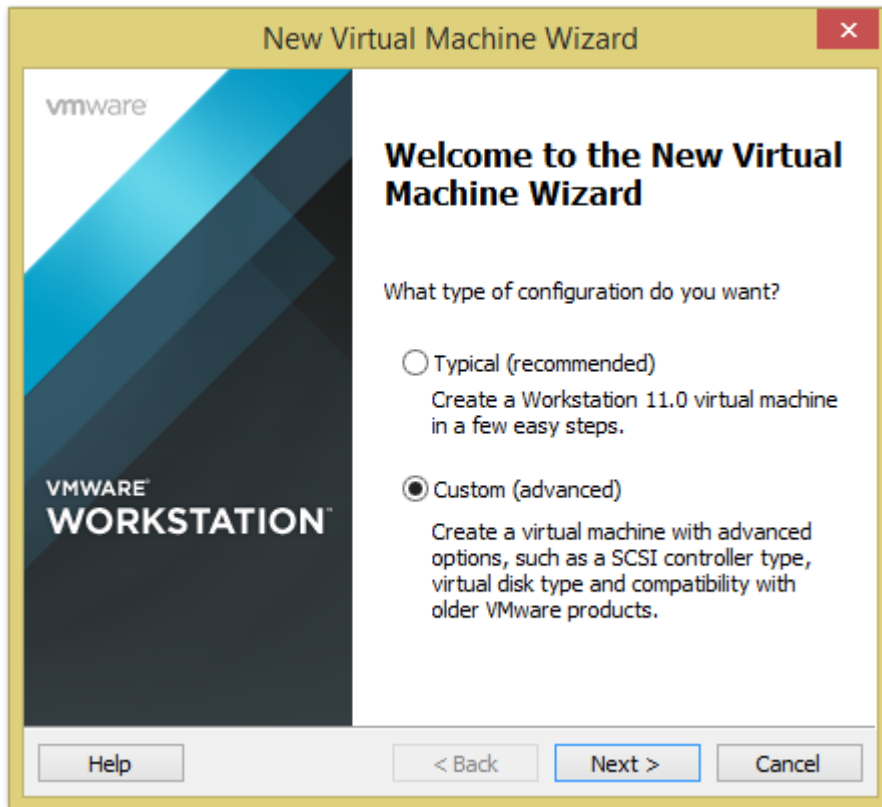 New Virtual Machine Wizard
vmware
Welcome to the New Virtual
Machine Wizard
What type of configuration do you want?
Typical (recommended)
Create a Workstation 11.0 virtual machine
in a few easy steps.
Custom (advanced)
Create a virtual machine with advanced
options, such as a SCSI controller type,
virtual disk type and compatibility with
older VMware products.
VMWARE®
WORKSTATION™
Help
< Back
Next >
Cancel